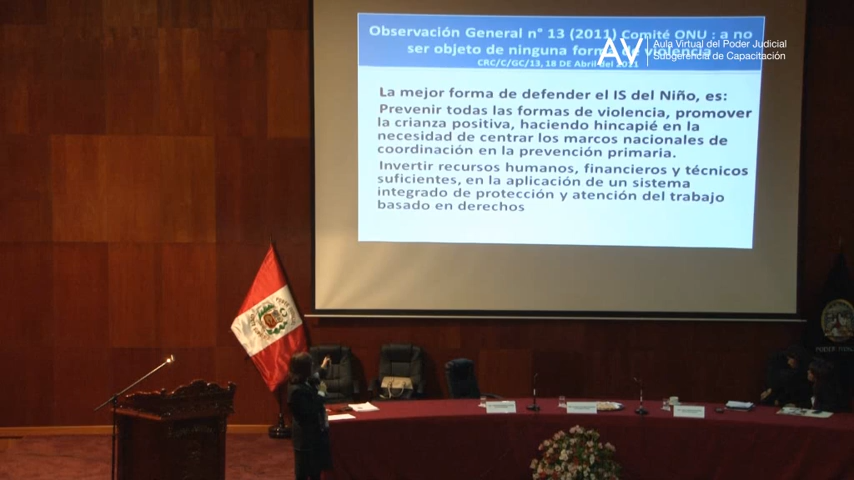 Observación General n° 13 (2011) Comité ONU : a no
ser objeto de ninguna forma de violencia
CRC/C/GC/13, 18 DE Abril del 2011
AV Aula Virtual del Poder Judicial
Subgerencia de Capacitación
La mejor forma de defender el IS del Niño, es:
Prevenir todas las formas de violencia, promover
la crianza positiva, haciendo hincapié en la
necesidad de centrar los marcos nacionales de
coordinación en la prevención primaria.
Invertir recursos humanos, financieros y técnicos
suficientes, en la aplicación de un sistema
integrado de protección y atención del trabajo
basado en derechos